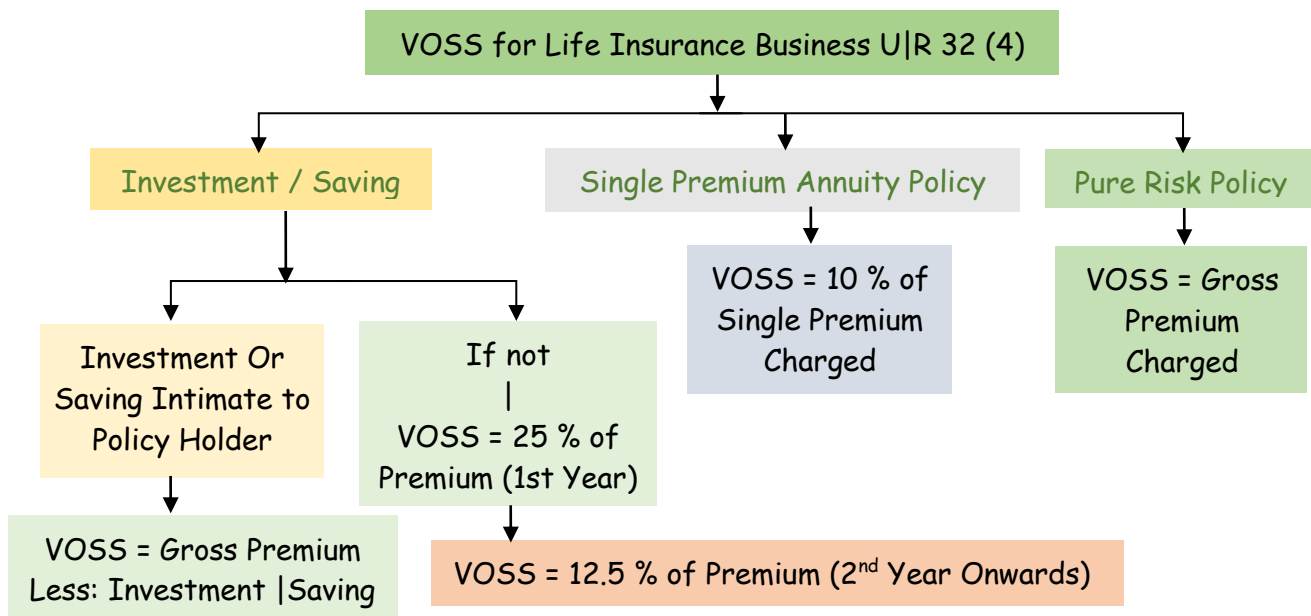 VOSS for Life Insurance Business U|R 32 (4)
Investment / Saving
Single Premium Annuity Policy
Pure Risk Policy
VOSS = 10 % of
Single Premium
Charged
VOSS = Gross
Premium
Charged
Investment Or
Saving Intimate to
Policy Holder
If not
|
VOSS = 25 % of
Premium (1st Year)
VOSS = Gross Premium
Less: Investment |Saving
VOSS = 12.5 % of Premium (2nd Year Onwards)